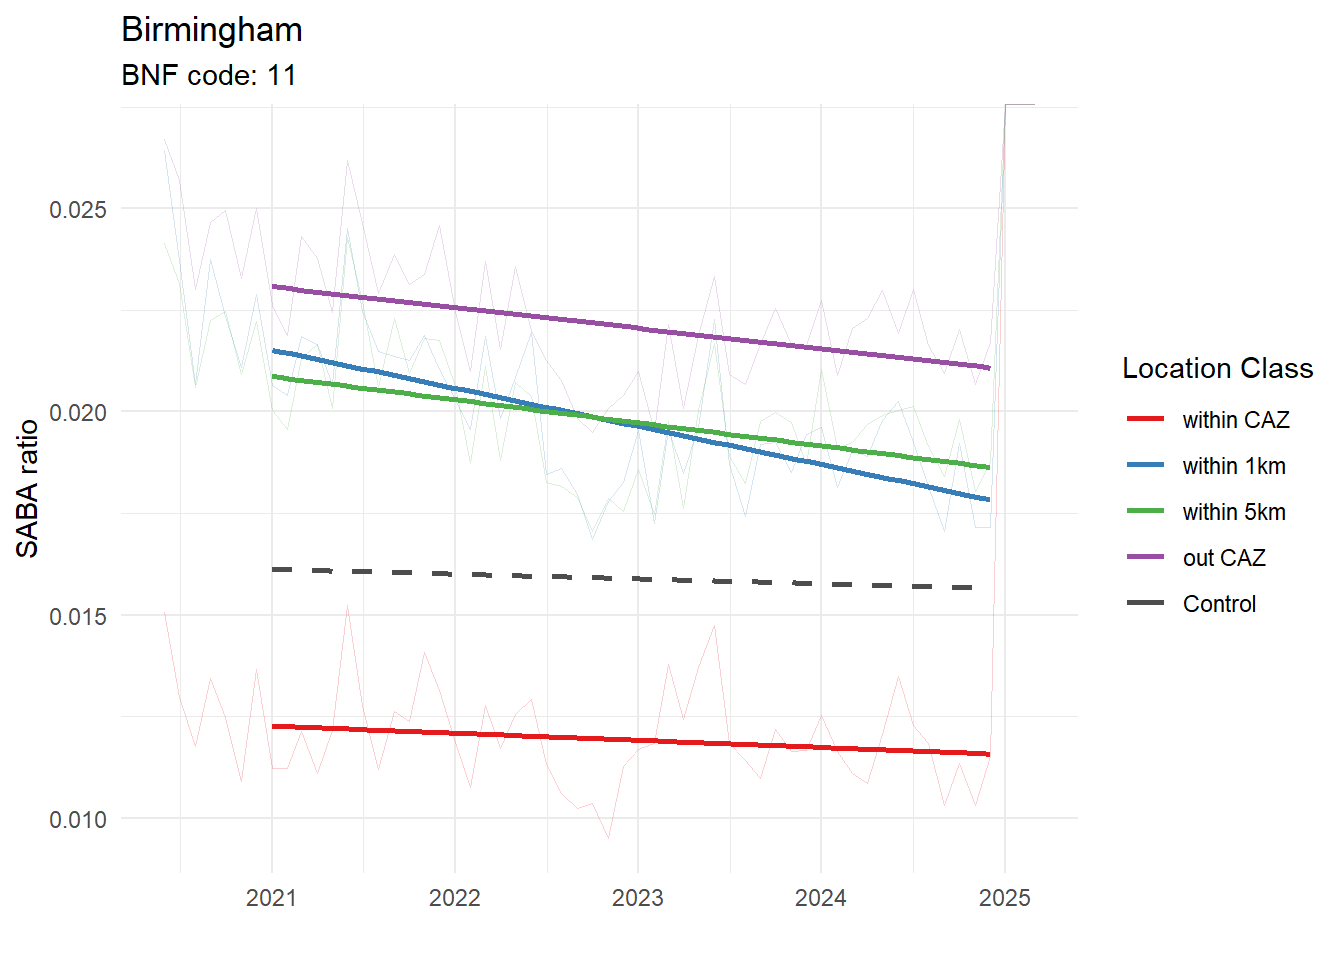 Birmingham
BNF code: 11
0.025
0.020
0.015
0.010
SABA ratio
2021 2022 2023 2024 2025
Location Class
within CAZ
within 1km
within 5km
out CAZ
Control